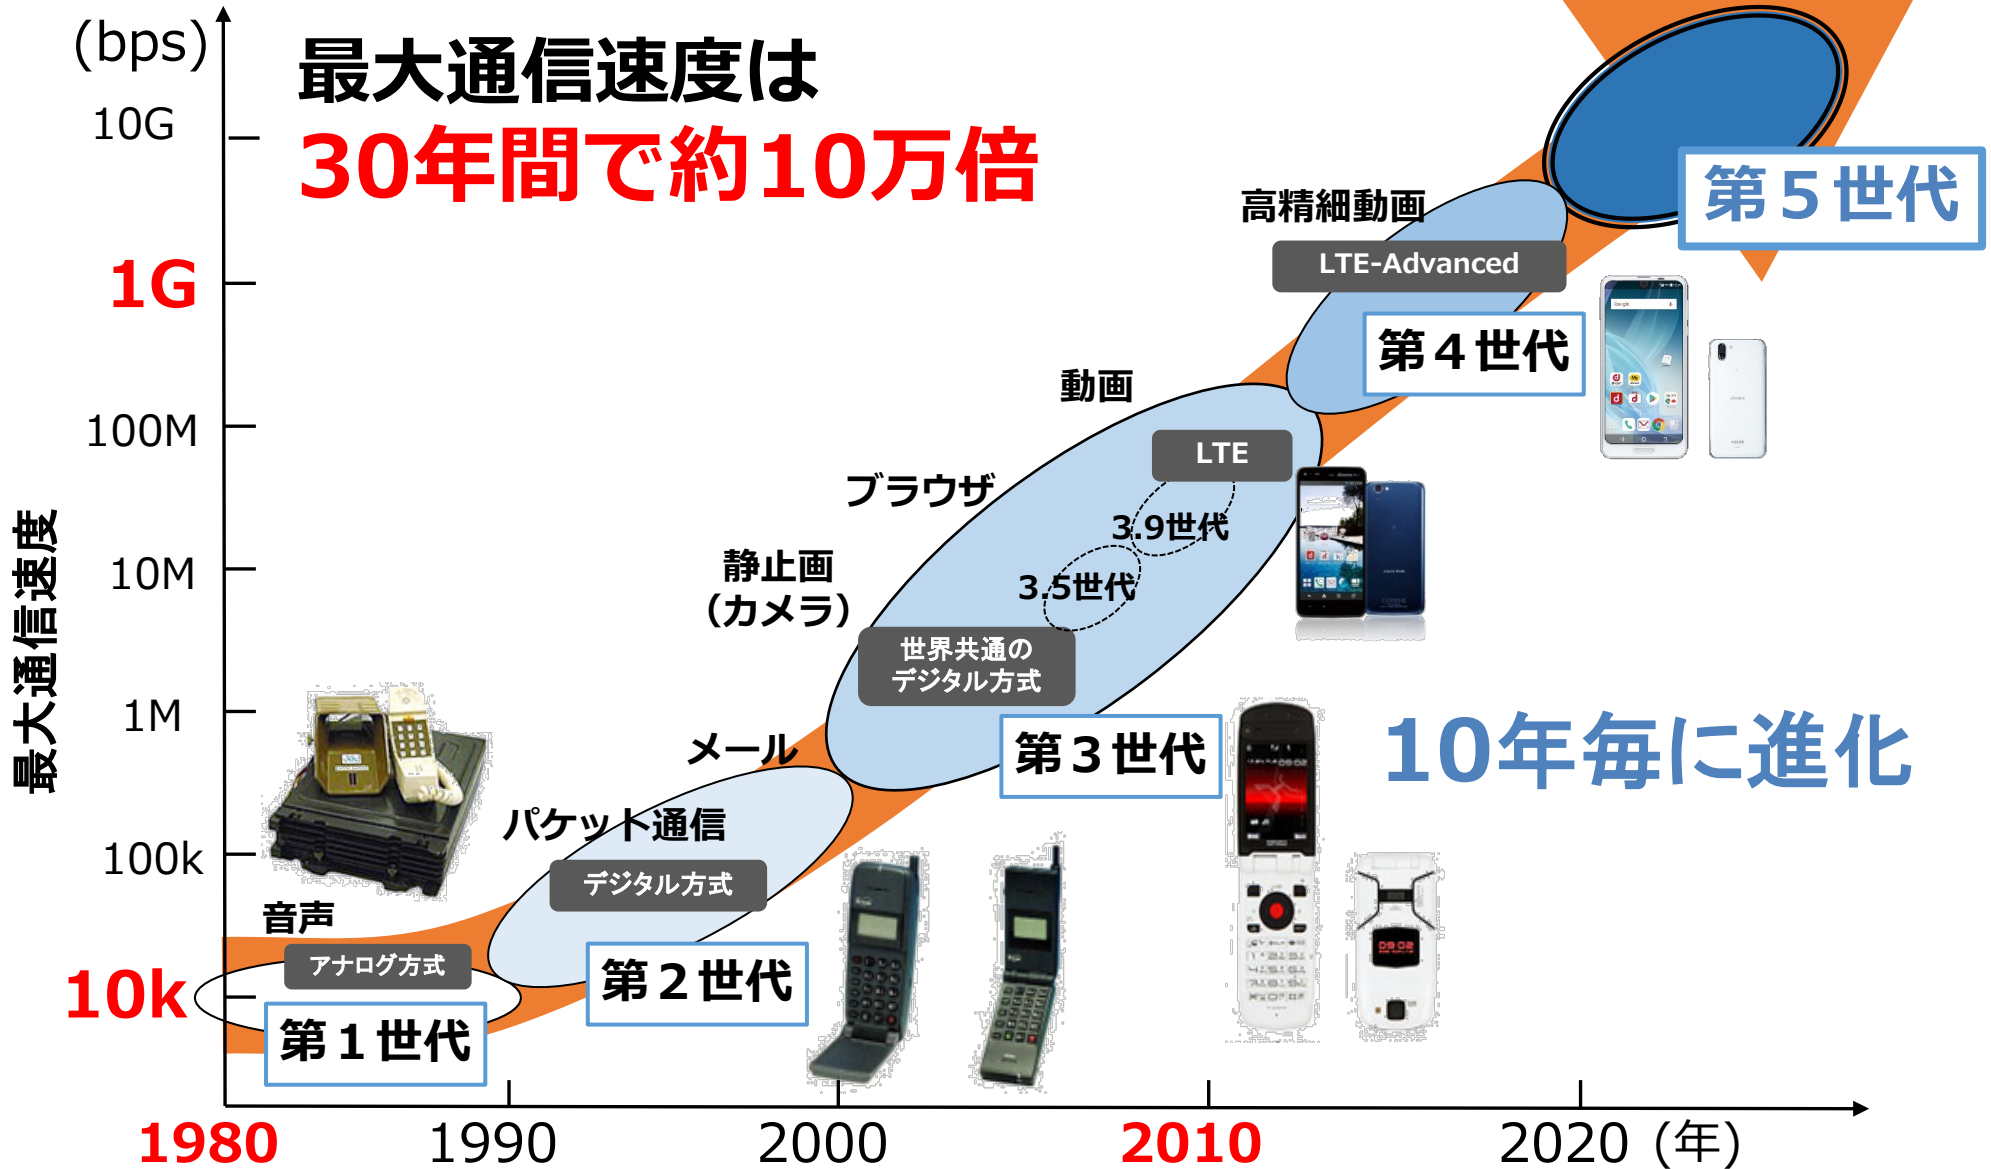 (bps)
最大通信速度は
30年間で約10万倍
10G
1G
100M
10M
1M
100k
10k
最大通信速度
第５世代
高精細動画
LTE-Advanced
第４世代
動画
LTE
ブラウザ
3.9世代
静止画
（カメラ）
3.5世代
世界共通の
デジタル方式
第３世代
10年毎に進化
メール
パケット通信
デジタル方式
第２世代
音声
アナログ方式
第１世代
1980
1990
2000
2010
2020 (年)
Google
09:02